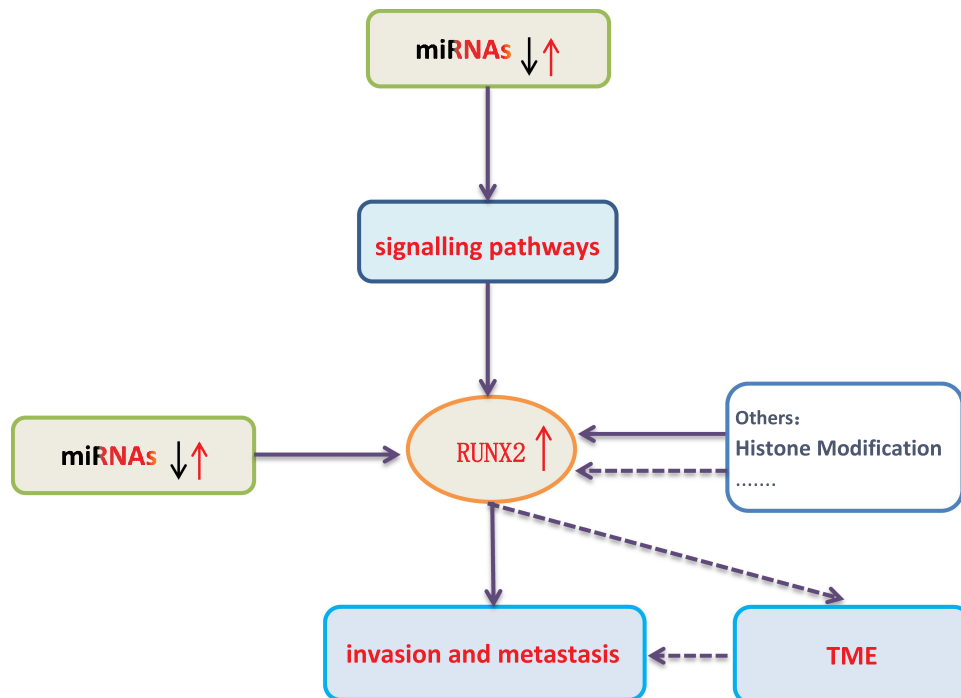 miRNAs ↓↑
signalling pathways
miRNAs ↓↑
RUNX2 ↑
Others：
Histone Modification
.......
invasion and metastasis
TME